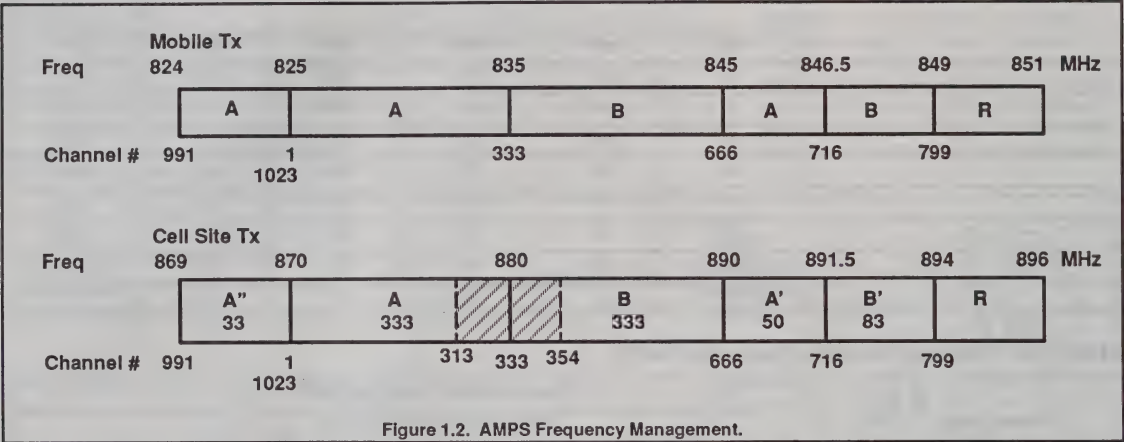 Mobile Tx
Freq 824 825 835 845 846.5 849 851 MHz
A A B A B R
Channel # 991 1 333 666 716 799
1023
Cell Site Tx
Freq 869 870 880 890 891.5 894 896 MHz
A" A B A' B' R
33 333 333 50 83
Channel # 991 1 313 333 354 666 716 799
1023
Figure 1.2. AMPS Frequency Management.